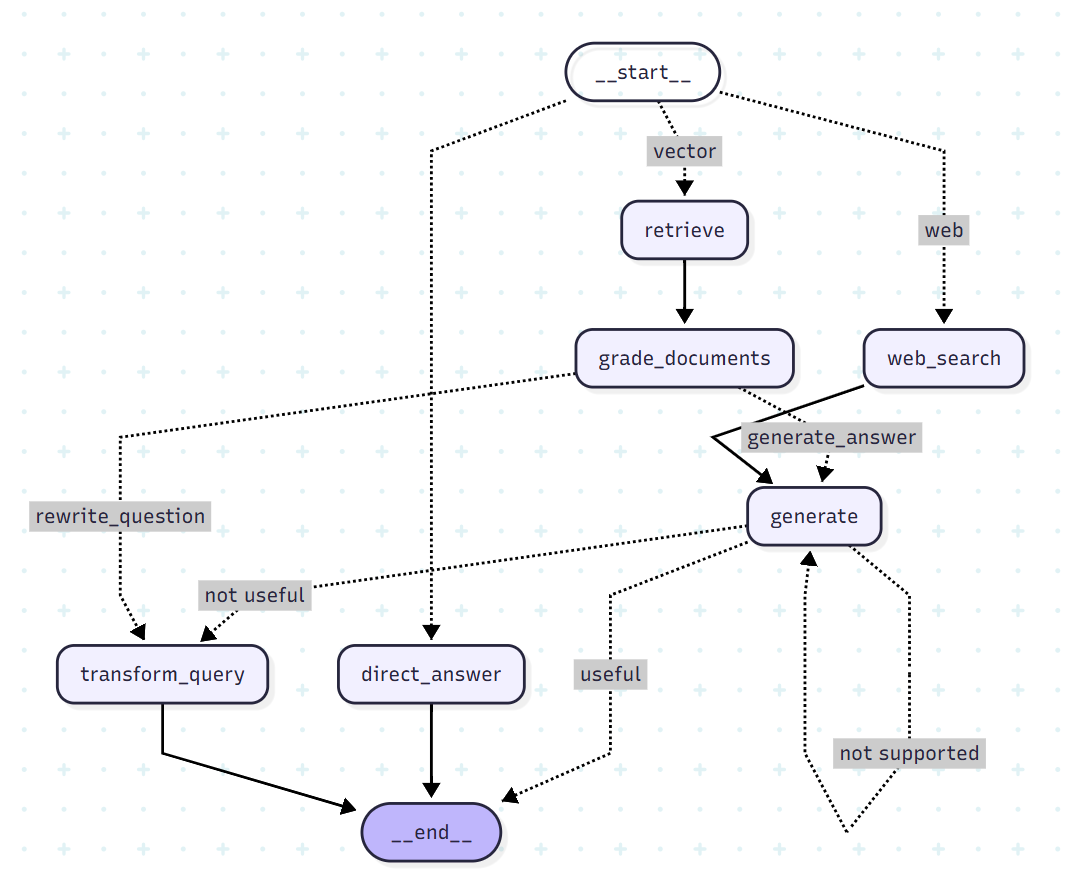 __start__
vector
retrieve
web
grade_documents
web_search
generate_answer
rewrite_question
generate
not useful
transform_query
direct_answer
useful
not supported
__end__